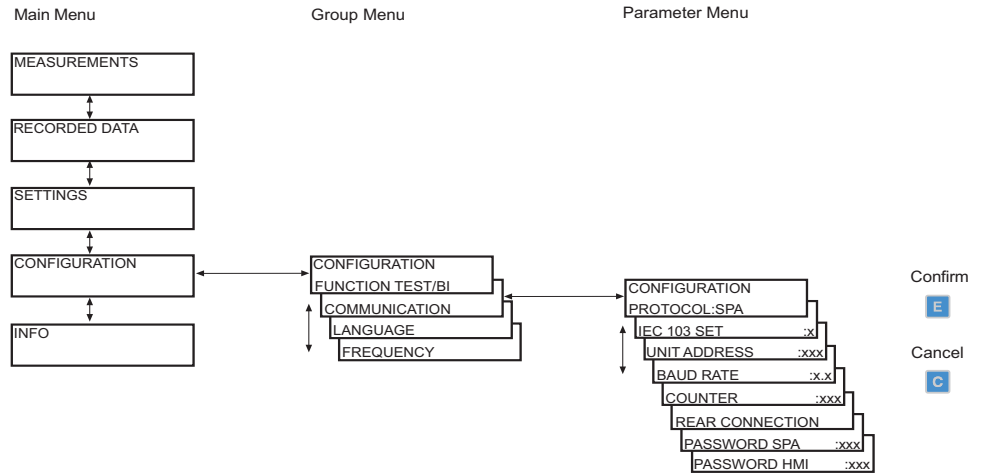 Main Menu
Group Menu
Parameter Menu
MEASUREMENTS
RECORDED DATA
SETTINGS
CONFIGURATION
INFO
CONFIGURATION
FUNCTION TEST/BI
COMMUNICATION
LANGUAGE
FREQUENCY
CONFIGURATION
PROTOCOL:SPA
IEC 103 SET :x
UNIT ADDRESS :xxx
BAUD RATE :x.x
COUNTER :xxx
REAR CONNECTION
PASSWORD SPA :xxx
PASSWORD HMI :xxx
Confirm
E
Cancel
C